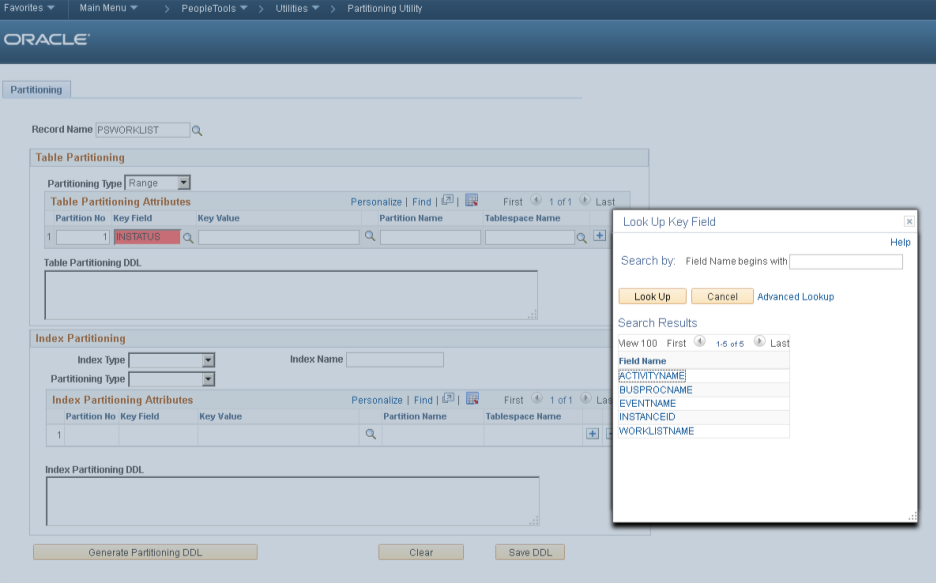 Favorites Main Menu > PeopleTools > Utilities > Partitioning Utility
ORACLE
Partitioning
Record Name PSWORKLIST
Table Partitioning
Partitioning Type Range
Table Partitioning Attributes Personalize | Find | | First 1 of 1 Last
Partition No Key Field Key Value Partition Name Tablespace Name
1 1 INSTATUS
Table Partitioning DDL
Index Partitioning
Index Type Index Name
Partitioning Type
Index Partitioning Attributes Personalize | Find | | First 1 of 1 Las
Partition No Key Field Key Value Partition Name Tablespace Name
1
Index Partitioning DDL
Generate Partitioning DDL Clear Save DDL
Look Up Key Field
Help
Search by: Field Name begins with
Look Up Cancel Advanced Lookup
Search Results
View 100 First 1-5 of 5 Last
Field Name
ACTIVITYNAME
BUSPROCNAME
EVENTNAME
INSTANCEID
WORKLISTNAME